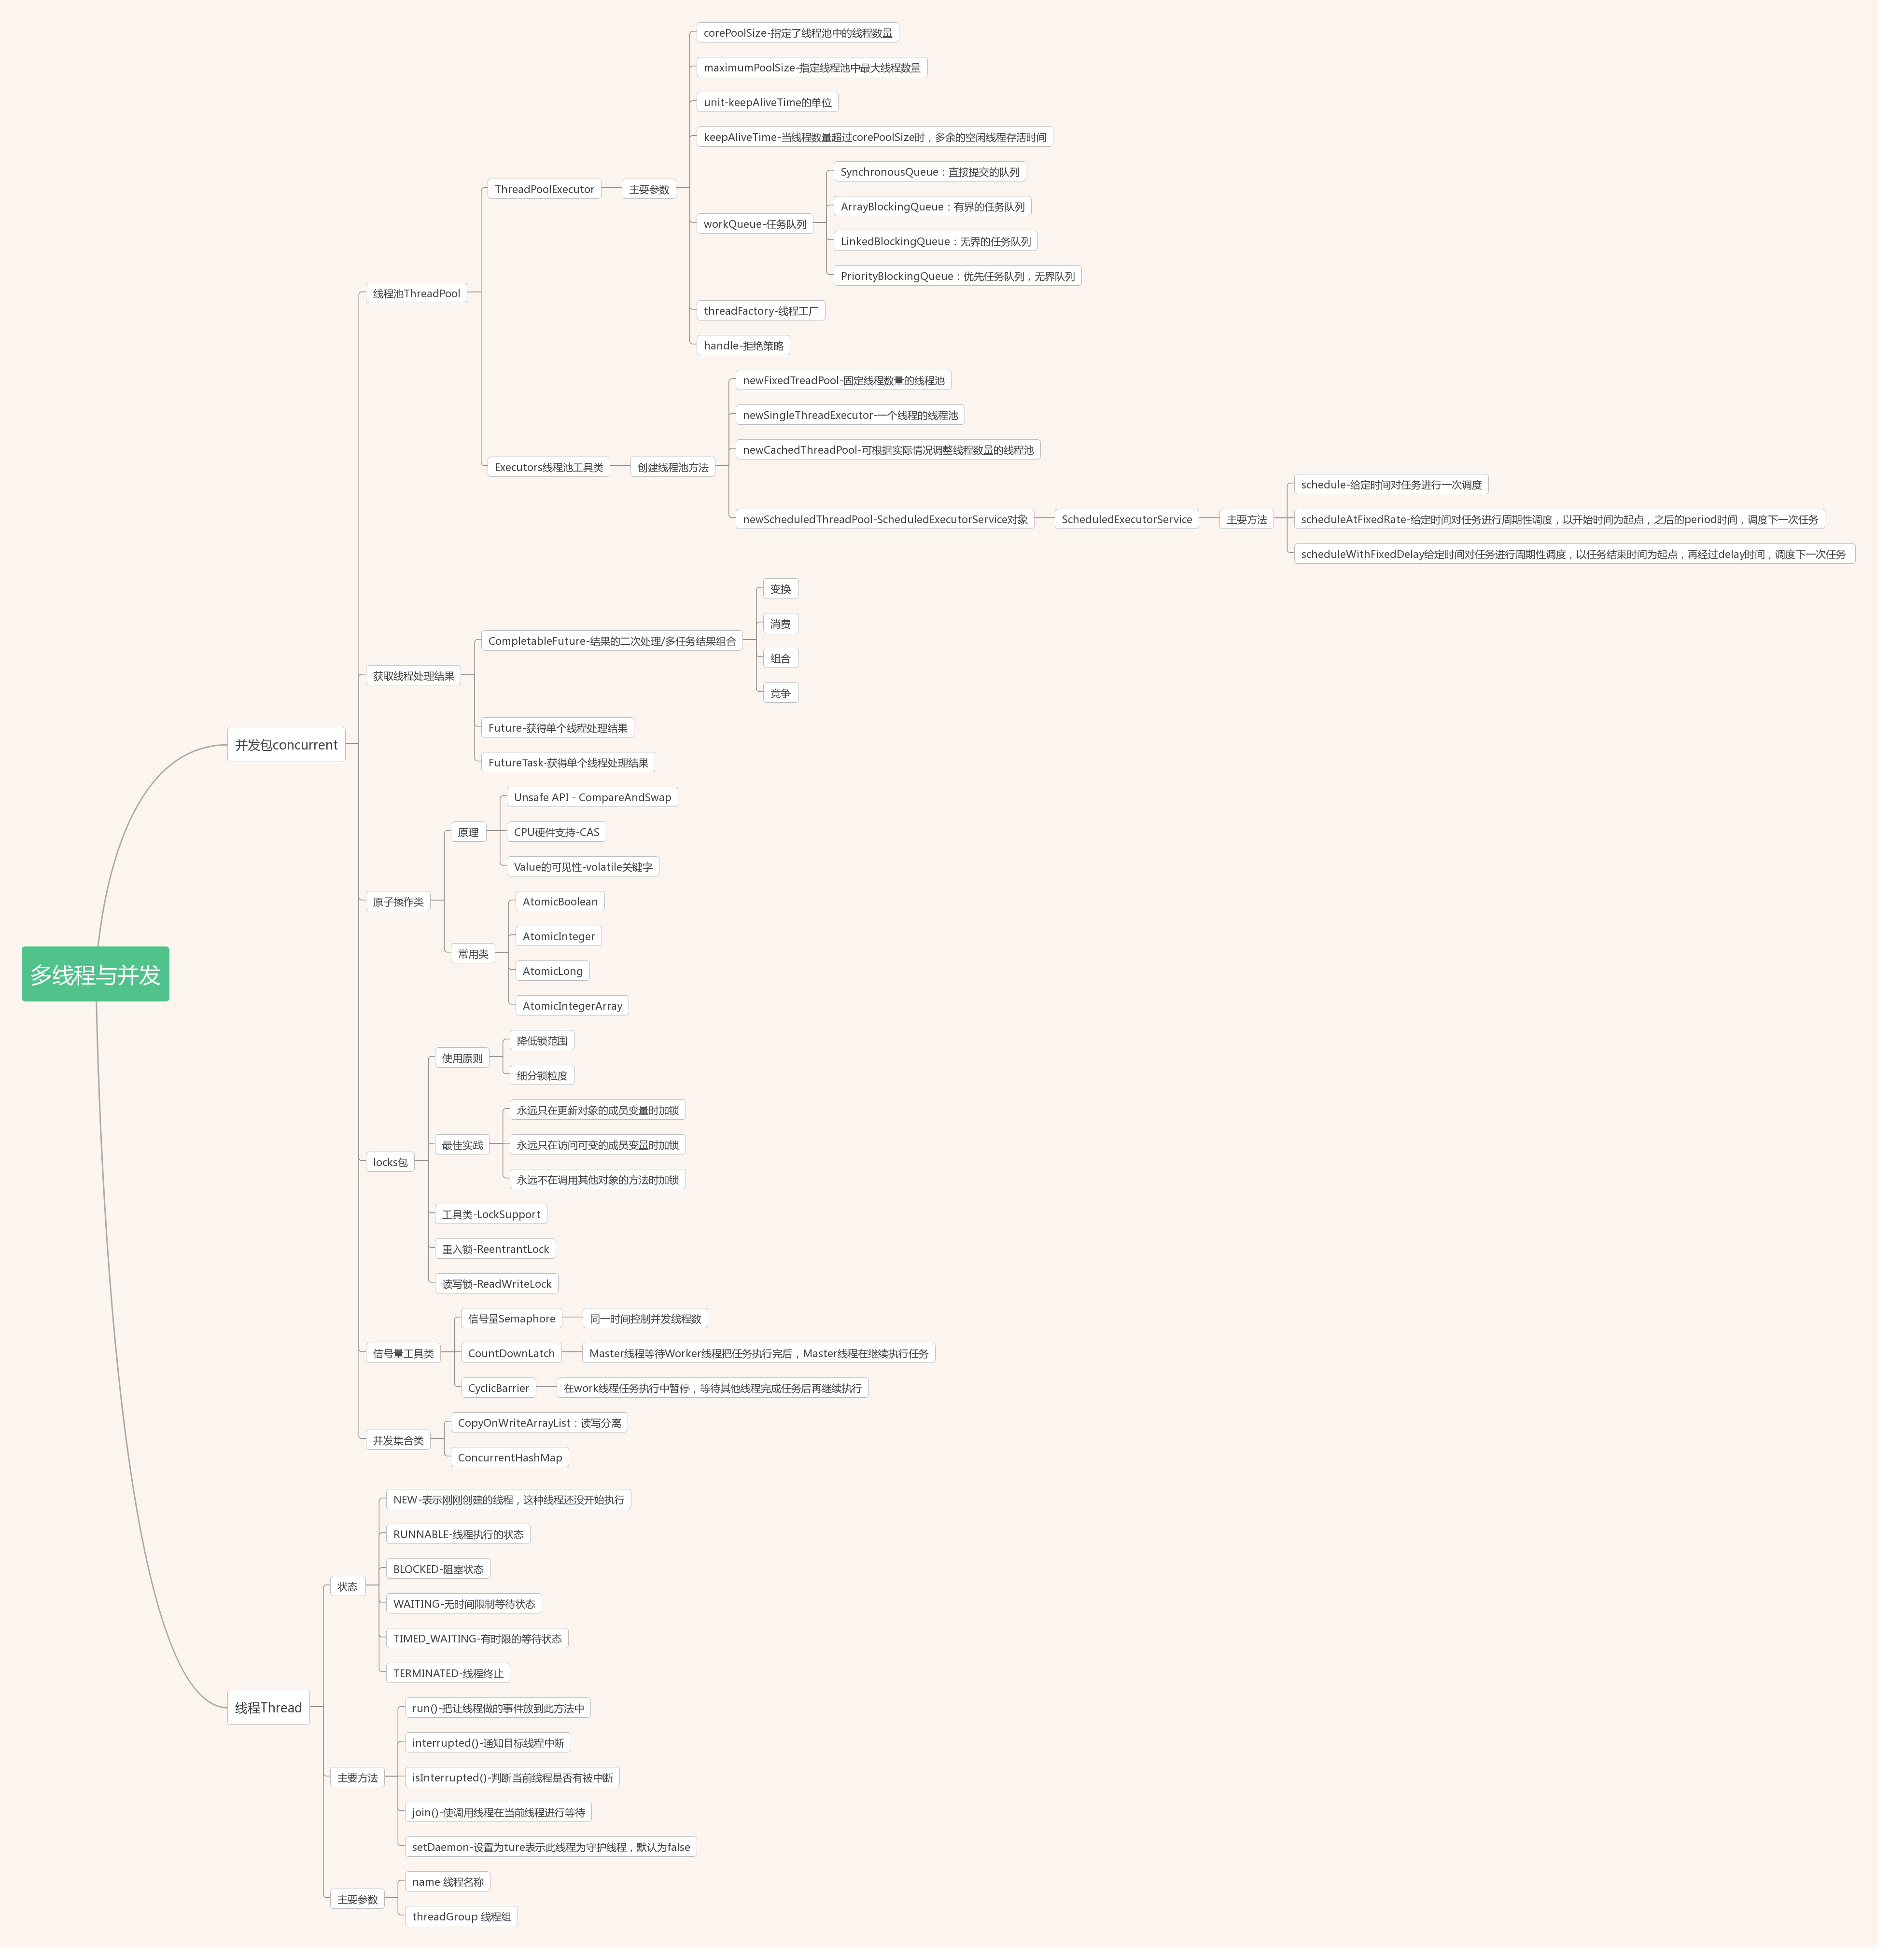 多线程与并发
并发包concurrent
线程池ThreadPool
ThreadPoolExecutor
主要参数
corePoolSize-指定了线程池中的线程数量
maximumPoolSize-指定线程池中最大线程数量
unit-keepAliveTime的单位
keepAliveTime-当线程数量超过corePoolSize时，多余的空闲线程存活时间
workQueue-任务队列
SynchronousQueue：直接提交的队列
ArrayBlockingQueue：有界的任务队列
LinkedBlockingQueue：无界的任务队列
PriorityBlockingQueue：优先任务队列，无界队列
threadFactory-线程工厂
handle-拒绝策略
Executors线程池工具类
创建线程池方法
newFixedTreadPool-固定线程数量的线程池
newSingleThreadExecutor-一个线程的线程池
newCachedThreadPool-可根据实际情况调整线程数量的线程池
newScheduledThreadPool-ScheduledExecutorService对象
ScheduledExecutorService
主要方法
schedule-给定时间对任务进行一次调度
scheduleAtFixedRate-给定时间对任务进行周期性调度，以开始时间为起点，之后的period时间，调度下一次任务
scheduleWithFixedDelay给定时间对任务进行周期性调度，以任务结束时间为起点，再经过delay时间，调度下一次任务
获取线程处理结果
CompletableFuture-结果的二次处理/多任务结果组合
变换
消费
组合
竞争
Future-获得单个线程处理结果
FutureTask-获得单个线程处理结果
原子操作类
原理
Unsafe API - CompareAndSwap
CPU硬件支持-CAS
Value的可见性-volatile关键字
常用类
AtomicBoolean
AtomicInteger
AtomicLong
AtomicIntegerArray
locks包
使用原则
降低锁范围
细分锁粒度
最佳实践
永远只在更新对象的成员变量时加锁
永远只在访问可变的成员变量时加锁
永远不在调用其他对象的方法时加锁
工具类-LockSupport
重入锁-ReentrantLock
读写锁-ReadWriteLock
信号量工具类
信号量Semaphore
同一时间控制并发线程数
CountDownLatch
Master线程等待Worker线程把任务执行完后，Master线程在继续执行任务
CyclicBarrier
在work线程任务执行中暂停，等待其他线程完成任务后再继续执行
并发集合类
CopyOnWriteArrayList：读写分离
ConcurrentHashMap
线程Thread
状态
NEW-表示刚刚创建的线程，这种线程还没开始执行
RUNNABLE-线程执行的状态
BLOCKED-阻塞状态
WAITING-无时间限制等待状态
TIMED_WAITING-有时限的等待状态
TERMINATED-线程终止
主要方法
run()-把让线程做的事件放到此方法中
interrupted()-通知目标线程中断
isInterrupted()-判断当前线程是否有被中断
join()-使调用线程在当前线程进行等待
setDaemon-设置为ture表示此线程为守护线程，默认为false
主要参数
name 线程名称
threadGroup 线程组